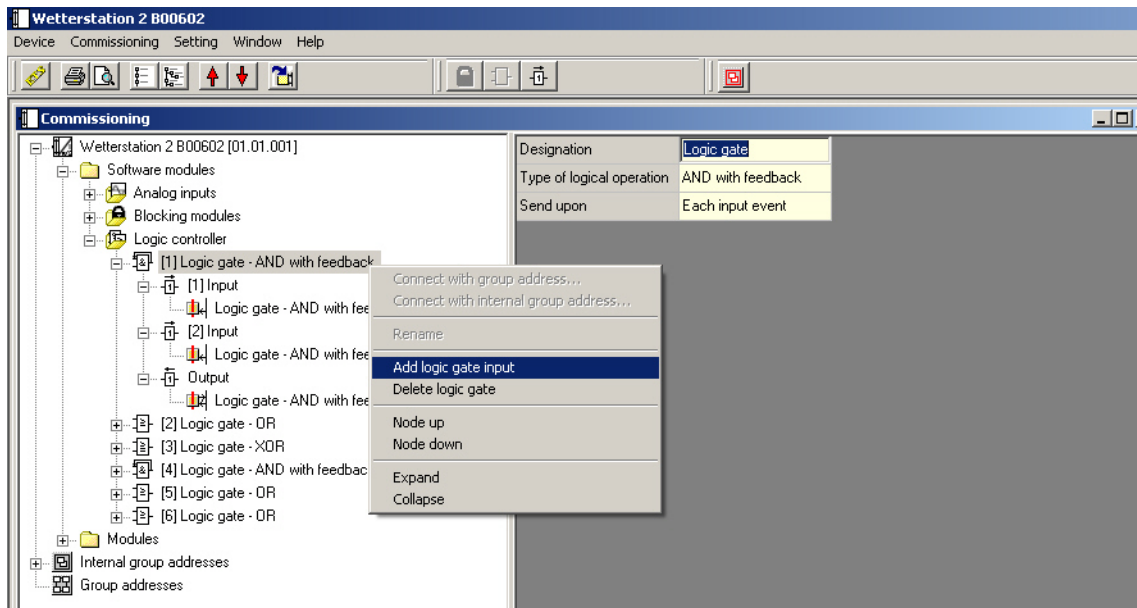 Wetterstation 2 B00602
Device Commissioning Setting Window Help
Commissioning
Wetterstation 2 B00602 [01.01.001]
Software modules
Analog inputs
Blocking modules
Logic controller
[1] Logic gate - AND with feedback
[1] Input
Logic gate - AND with fee
[2] Input
Logic gate - AND with fee
Output
Logic gate - AND with fee
[2] Logic gate - OR
[3] Logic gate - XOR
[4] Logic gate - AND with feedbac
[5] Logic gate - OR
[6] Logic gate - OR
Modules
Internal group addresses
Group addresses
Connect with group address...
Connect with internal group address...
Rename
Add logic gate input
Delete logic gate
Node up
Node down
Expand
Collapse
Designation Logic gate
Type of logical operation AND with feedback
Send upon Each input event